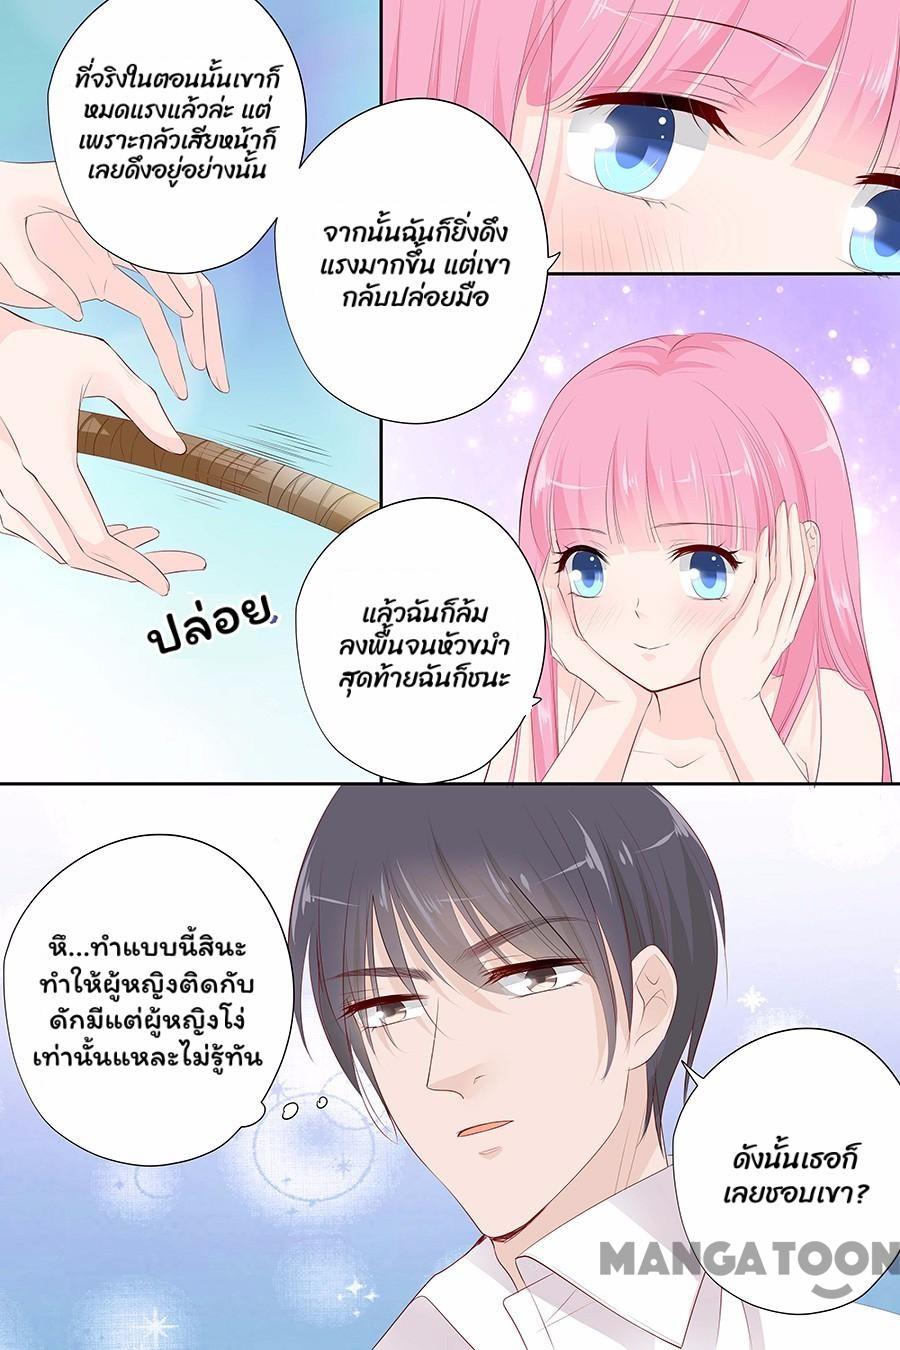 ที่จริงในตอนนั้นเขาก็
หมดแรงแล้วล่ะ แต่
เพราะกลัวเสียหน้าก็
เลยดึงอยู่อย่างนั้น
จากนั้นฉันก็ยิ่งดึง
แรงมากขึ้น แต่เขา
กลับปล่อยมือ
ปล่อย
แล้วฉันก็ล้ม
ลงพื้นจนหัวขมำ
สุดท้ายฉันก็ชนะ
หึ...ทำแบบนี้สินะ
ทำให้ผู้หญิงติดกับ
ดักมีแต่ผู้หญิงโง่
เท่านั้นแหละไม่รู้ทัน
ดังนั้นเธอก็
เลยชอบเขา?
MANGATOON